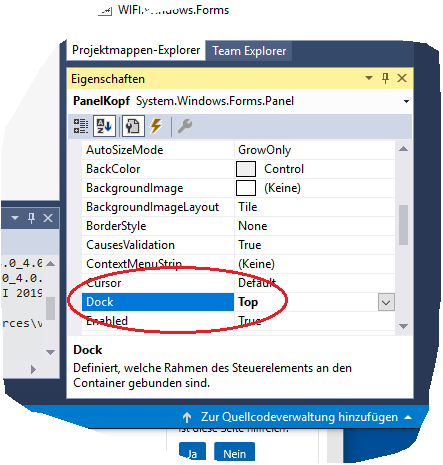 WIFI.Windows.Forms
Projektmappen-Explorer Team Explorer
Eigenschaften
PanelKopf System.Windows.Forms.Panel
AutoSizeMode GrowOnly
BackColor Control
BackgroundImage (Keine)
BackgroundImageLayout Tile
BorderStyle None
CausesValidation True
ContextMenuStrip (Keine)
Cursor Default
Dock Top
Enabled True
.0_4.0
0_4.0.
I 2019
rces\v
Dock
Definiert, welche Rahmen des Steuerelements an den
Container gebunden sind.
Zur Quellcodeverwaltung hinzufügen
ist diese Seite hilfreich?
Ja Nein